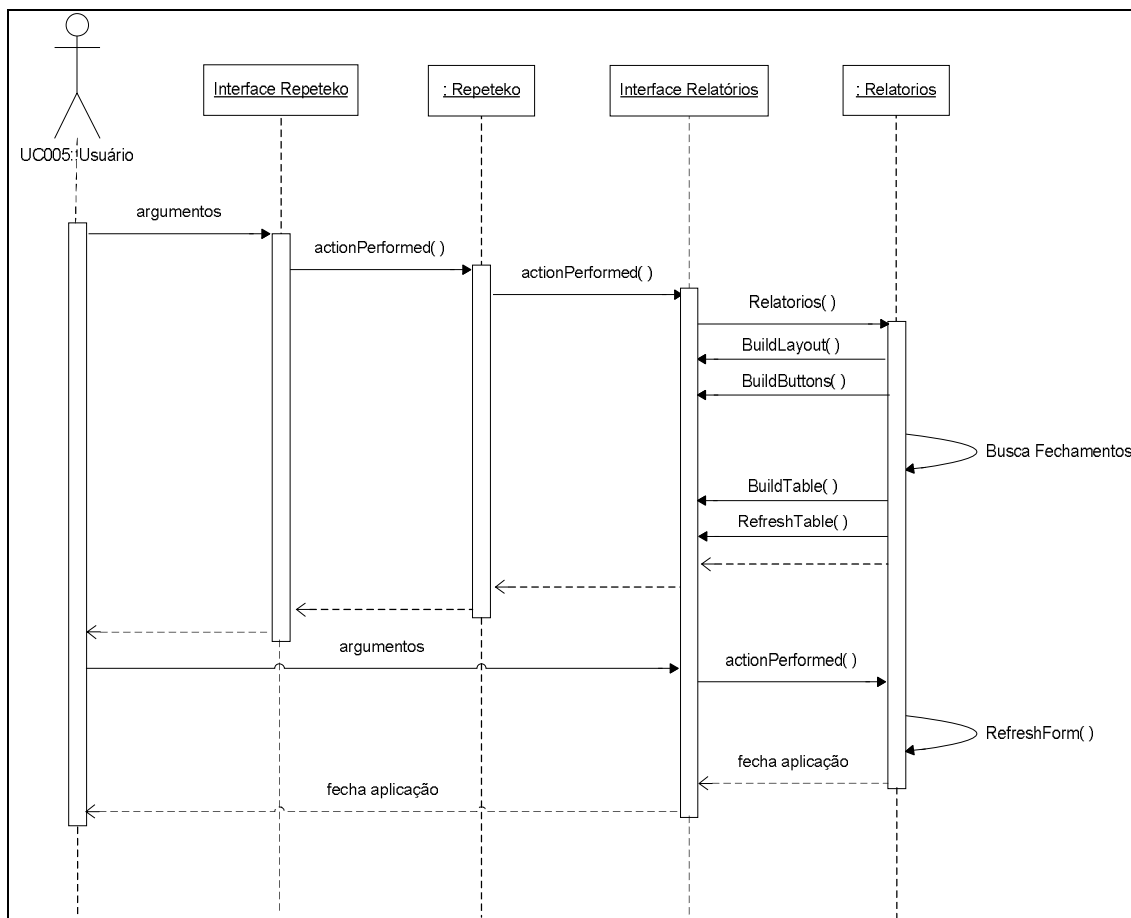 Interface Repeteko
: Repeteko
Interface Relatórios
: Relatorios
UC005::Usuário
argumentos
actionPerformed( )
actionPerformed( )
Relatorios( )
BuildLayout( )
BuildButtons( )
Busca Fechamentos
BuildTable( )
RefreshTable( )
argumentos
actionPerformed( )
RefreshForm( )
fecha aplicação
fecha aplicação